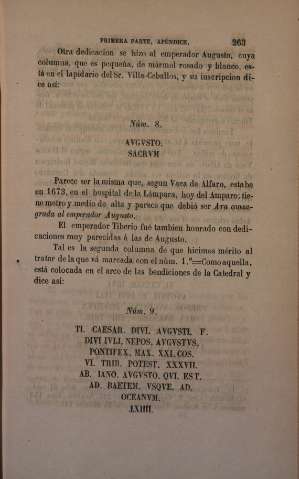 PRIMERA PARTE, APÉNDICE. 263
Otra dedicacion se hizo al emperador Augusto, cuya
columna, que es pequeña, de mármol rosado y blanco, es-
tá en el lapidario del Sr. Villa-Ceballos, y su inscripcion di-
ce asi:
Núm. 8.
AVGVSTO.
SACRVM
Parece ser la misma que, segun Vaca de Alfaro, estabo
en 1673, en el hospital de la Lámpara, hoy del Amparo; tie-
ne metro y medio de alta y parece que debió ser Ara consa-
grada al emperador Augusto.
El emperador Tiberio fué tambien honrado con dedi-
caciones muy parecidas á las de Augusto.
Tal es la segunda columna de que hicimos mérito al
tratar de la que vá marcada con el núm. 1.º=Como aquella,
está colocada en el arco de las bendiciones de la Catedral y
dice asi:
Núm. 9.
TI. CAESAR. DIVI. AVGVSTI. F.
DIVI IVLI, NEPOS, AVGVSTVS,
PONTIFEX, MAX. XXI. COS.
VI. TRIB. POTEST. XXXVII.
AB. IANO. AVGVSTO. QVI. EST.
AD. BAETEM. VSQVE. AD.
OCEANVM.
LXIIII.